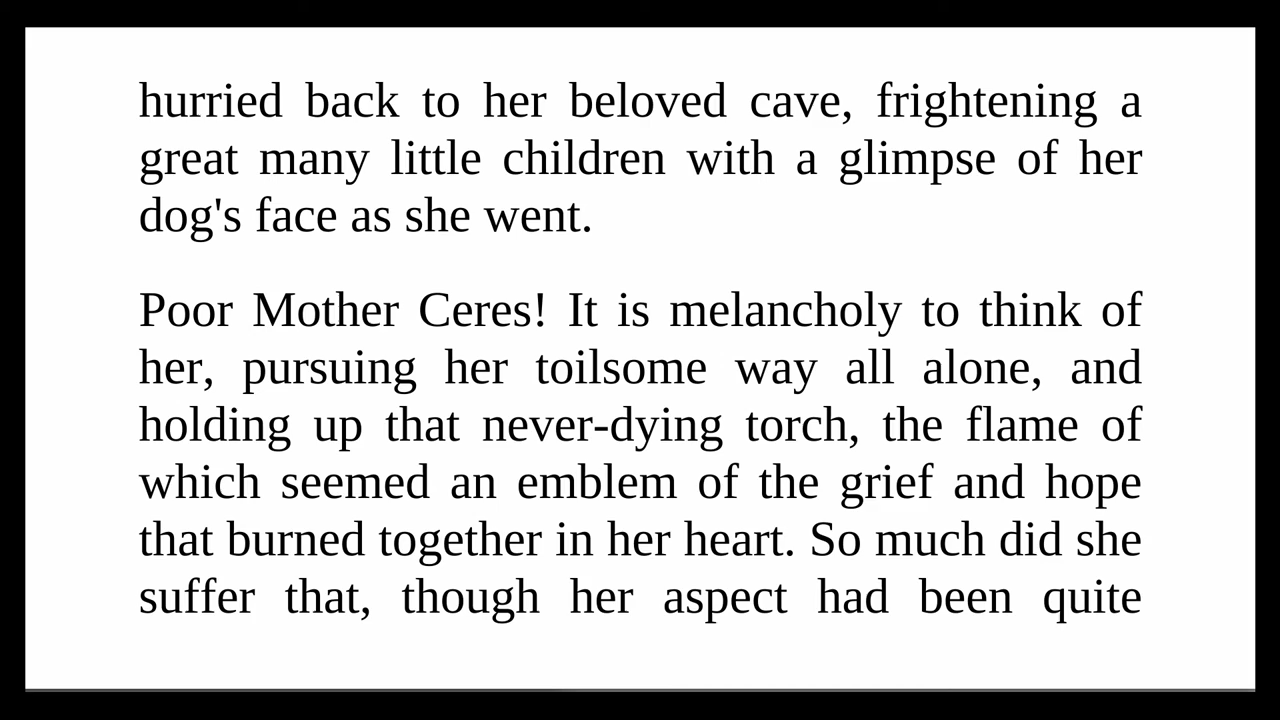 hurried back to her beloved cave, frightening a
great many little children with a glimpse of her
dog's face as she went.
Poor Mother Ceres! It is melancholy to think of
her, pursuing her toilsome way all alone, and
holding up that never-dying torch, the flame of
which seemed an emblem of the grief and hope
that burned together in her heart. So much did she
suffer that, though her aspect had been quite